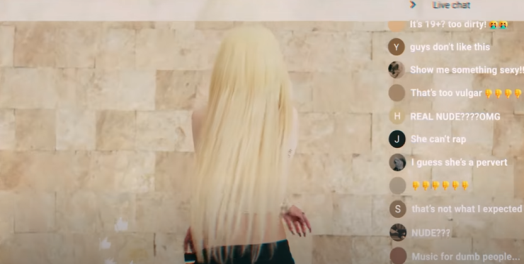 Live chat
It's 19+? too dirty!
Y guys don't like this
Show me something sexy!!
That's too vulgar
H REAL NUDE????OMG
J She can't rap
I guess she's a pervert
S that's not what I expected
NUDE???
Music for dumb people...